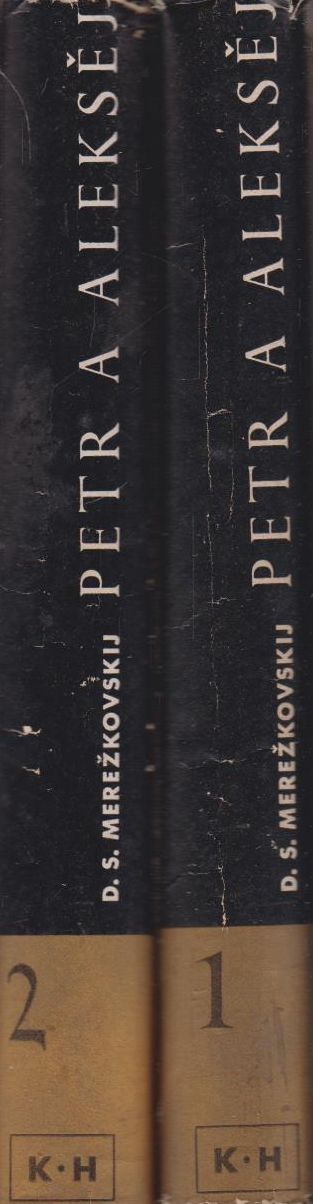 D. S. MEREŽKOVSKIJ PETR A ALEKSĚJ
2
K·H
D. S. MEREŽKOVSKIJ PETR A ALEKSĚJ
1
K·H